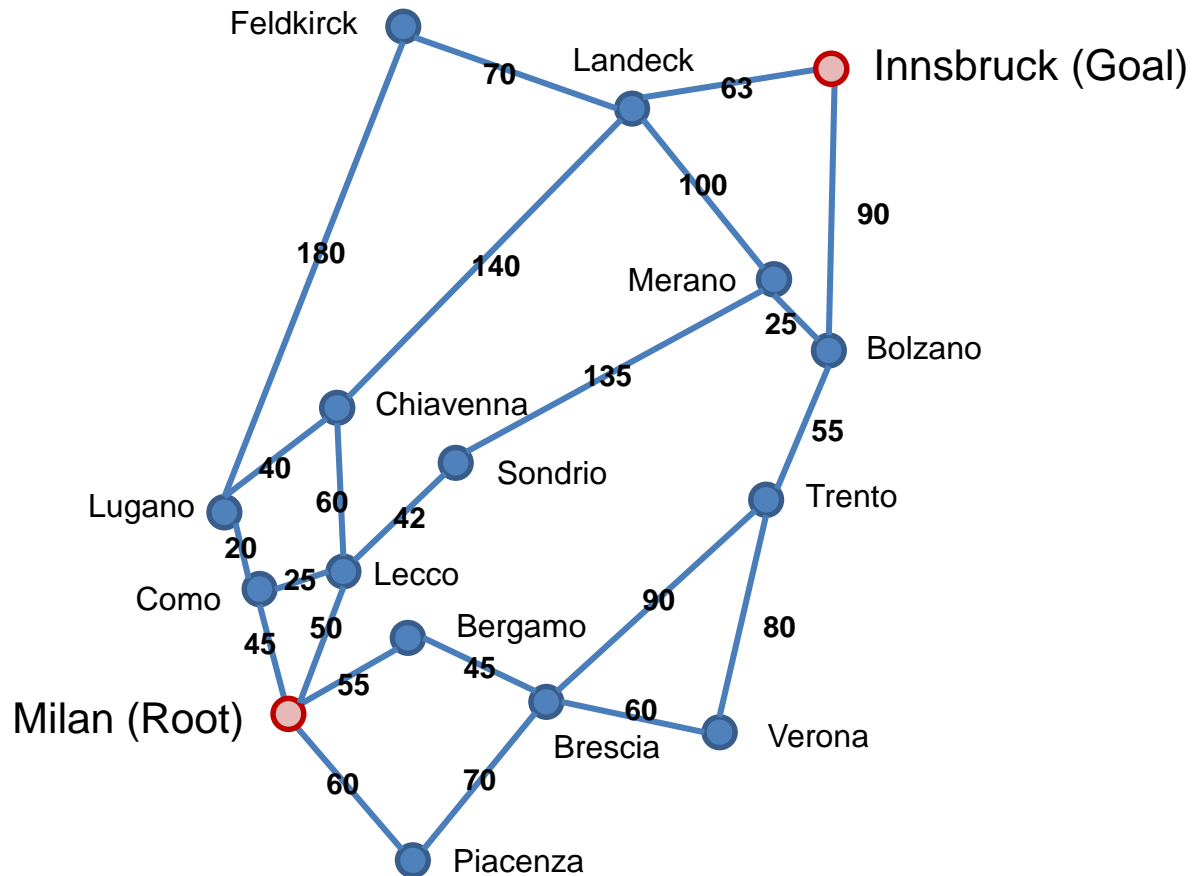 Feldkirck
Landeck
Innsbruck (Goal)
70
63
100
90
180
140
Merano
25
Bolzano
135
Chiavenna
55
40
Sondrio
Lugano
60
42
Trento
20
25
Lecco
Como
90
45
50
Bergamo
80
55
45
Milan (Root)
60
Brescia
Verona
60
70
Piacenza